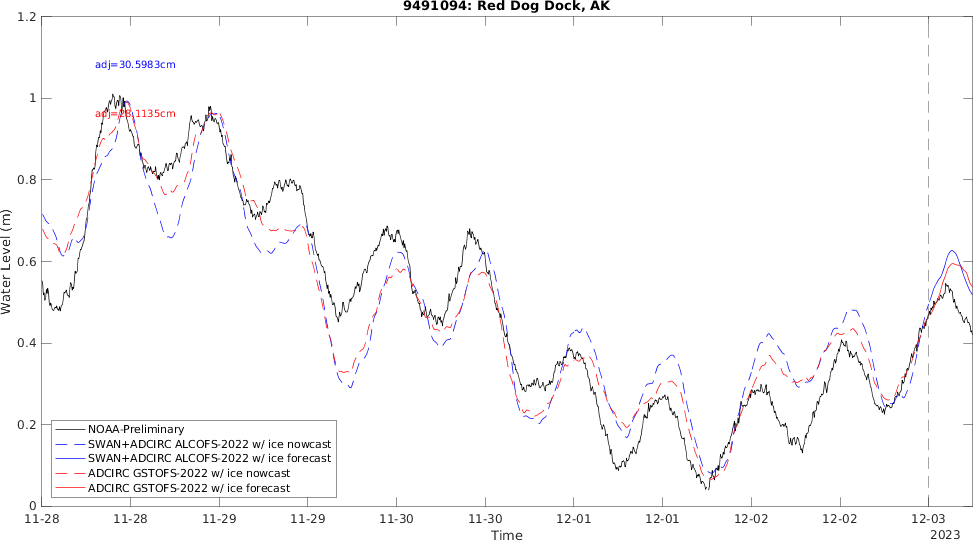 9491094: Red Dog Dock, AK
1.2
adj=30.5983cm
1
adj=28.1135cm
0.8
0.6
Water Level (m)
0.4
0.2
NOAA-Preliminary
SWAN+ADCIRC ALCOFS-2022 w/ ice nowcast
SWAN+ADCIRC ALCOFS-2022 w/ ice forecast
ADCIRC GSTOFS-2022 w/ ice nowcast
ADCIRC GSTOFS-2022 w/ ice forecast
0
11-28 11-28 11-29 11-29 11-30 11-30 12-01 12-01 12-02 12-02 12-03
Time 2023